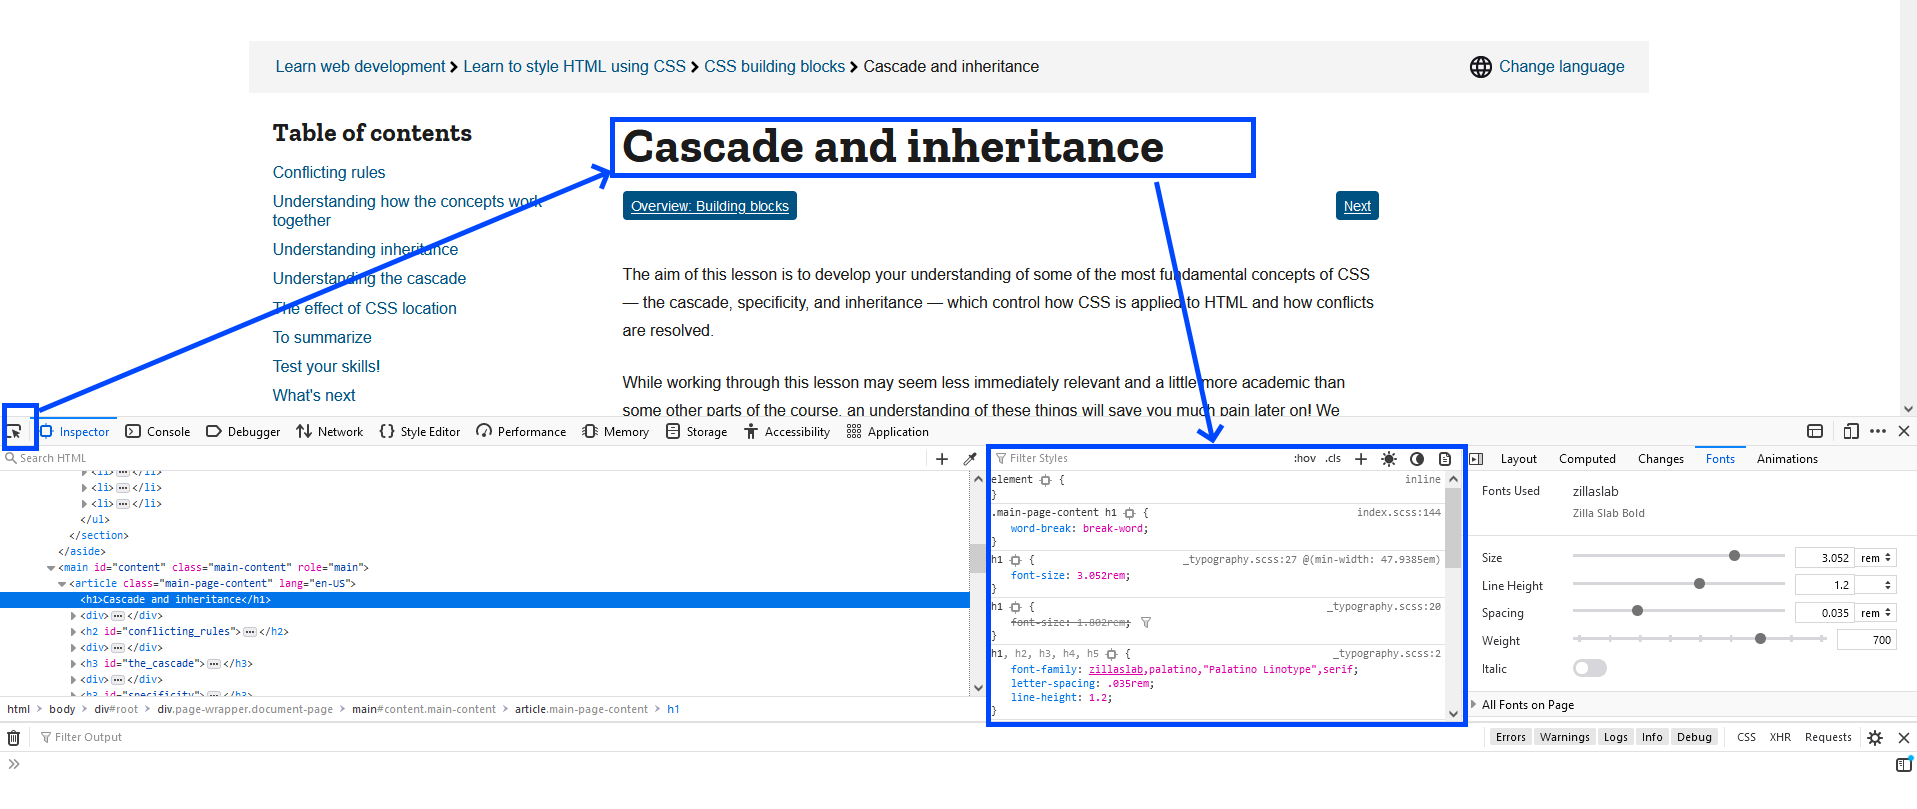 Learn web development > Learn to style HTML using CSS > CSS building blocks > Cascade and inheritance
Change language
Table of contents
Conflicting rules
Understanding how the concepts work
together
Understanding inheritance
Understanding the cascade
The effect of CSS location
To summarize
Test your skills!
What's next
Cascade and inheritance
Overview: Building blocks
Next
The aim of this lesson is to develop your understanding of some of the most fundamental concepts of CSS
— the cascade, specificity, and inheritance — which control how CSS is applied to HTML and how conflicts
are resolved.
While working through this lesson may seem less immediately relevant and a little more academic than
some other parts of the course, an understanding of these things will save you much pain later on! We
Inspector Console Debugger Network Style Editor Performance Memory Storage Accessibility Application
Search HTML
<li> ... </li>
<li> ... </li>
<li> ... </li>
</ul>
</section>
</aside>
<main id="content" class="main-content" role="main">
<article class="main-page-content" lang="en-US">
<h1>Cascade and inheritance</h1>
<div> ... </div>
<h2 id="conflicting_rules"> ... </h2>
<div> ... </div>
<h3 id="the_cascade"> ... </h3>
<div> ... </div>
<h3 id="specificity"> ... </h3>
html > body > div#root > div.page-wrapper.document-page > main#content.main-content > article.main-page-content > h1
Filter Styles
:hov .cls
element {
inline
}
.main-page-content h1 {
index.scss:144
word-break: break-word;
}
h1 {
_typography.scss:27 @(min-width: 47.9385em)
font-size: 3.052rem;
}
h1 {
_typography.scss:20
font-size: 1.802rem;
}
h1, h2, h3, h4, h5 {
_typography.scss:2
font-family: zillaslab,palatino,"Palatino Linotype",serif;
letter-spacing: .035rem;
line-height: 1.2;
}
Layout Computed Changes Fonts Animations
Fonts Used
zillaslab
Zilla Slab Bold
Size 3.052 rem
Line Height 1.2
Spacing 0.035 rem
Weight 700
Italic
All Fonts on Page
Filter Output
Errors Warnings Logs Info Debug CSS XHR Requests
>>